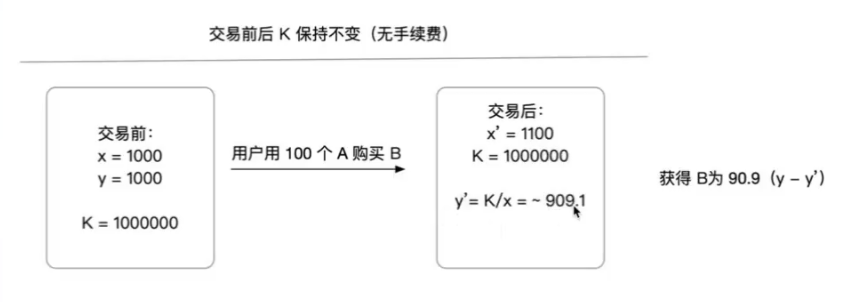 交易前后 K 保持不变（无手续费）
交易前：
x = 1000
y = 1000
K = 1000000
用户用 100 个 A 购买 B
交易后：
x’ = 1100
K = 1000000
y’= K/x = ~ 909.1
获得 B为 90.9（y – y’）